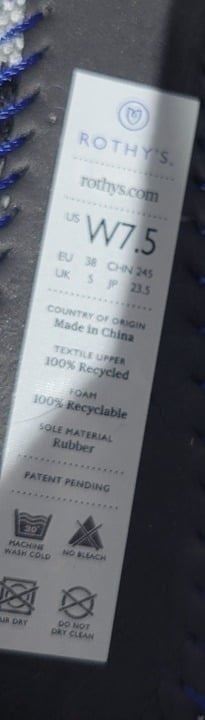 ROTHY'S.
rothys.com
US W7.5
EU 38 CHN 245
UK 5 JP 23.5
COUNTRY OF ORIGIN
Made in China
TEXTILE UPPER
100% Recycled
FOAM
100% Recyclable
SOLE MATERIAL
Rubber
PATENT PENDING
30°
MACHINE WASH COLD
NO BLEACH
DRY
DO NOT DRY CLEAN